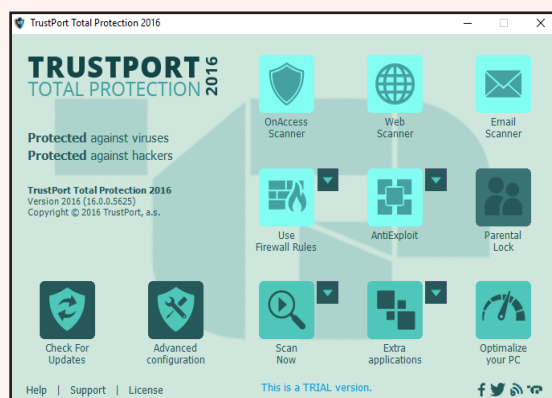 TrustPort Total Protection 2016
TRUSTPORT
TOTAL PROTECTION 2016
Protected against viruses
Protected against hackers
TrustPort Total Protection 2016
Version 2016 (16.0.0.5625)
Copyright © 2016 TrustPort, a.s.
OnAccess
Scanner
Web
Scanner
Email
Scanner
Use
Firewall Rules
AntiExploit
Parental
Lock
Check For
Updates
Advanced
configuration
Scan
Now
Extra
applications
Optimalize
your PC
Help | Support | License
This is a TRIAL version.